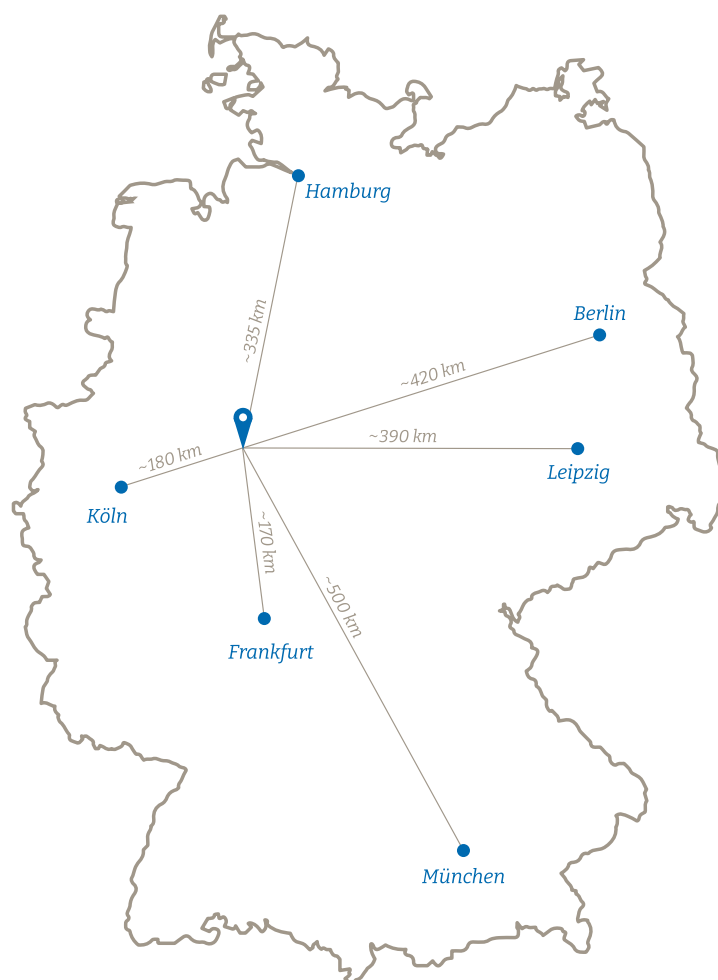 Hamburg
~335 km
Berlin
~420 km
~390 km
~180 km
Leipzig
Köln
~170 km
~500 km
Frankfurt
München